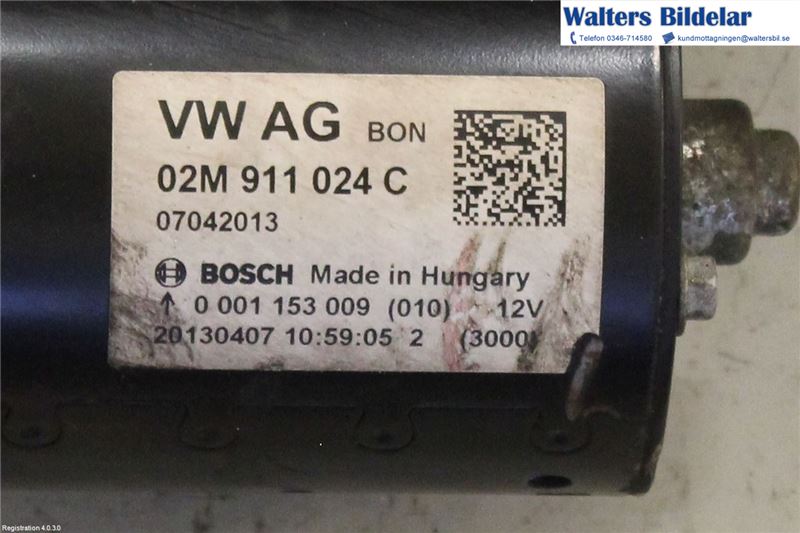 Walters Bildelar
Telefon 0346-714580 kundmottagningen@waltersbil.se
VW AG BON
02M 911 024 C
07042013
BOSCH Made in Hungary
↑ 0 001 153 009 (010) 12V
20130407 10:59:05 2 (3000)
Registration 4.0.3.0